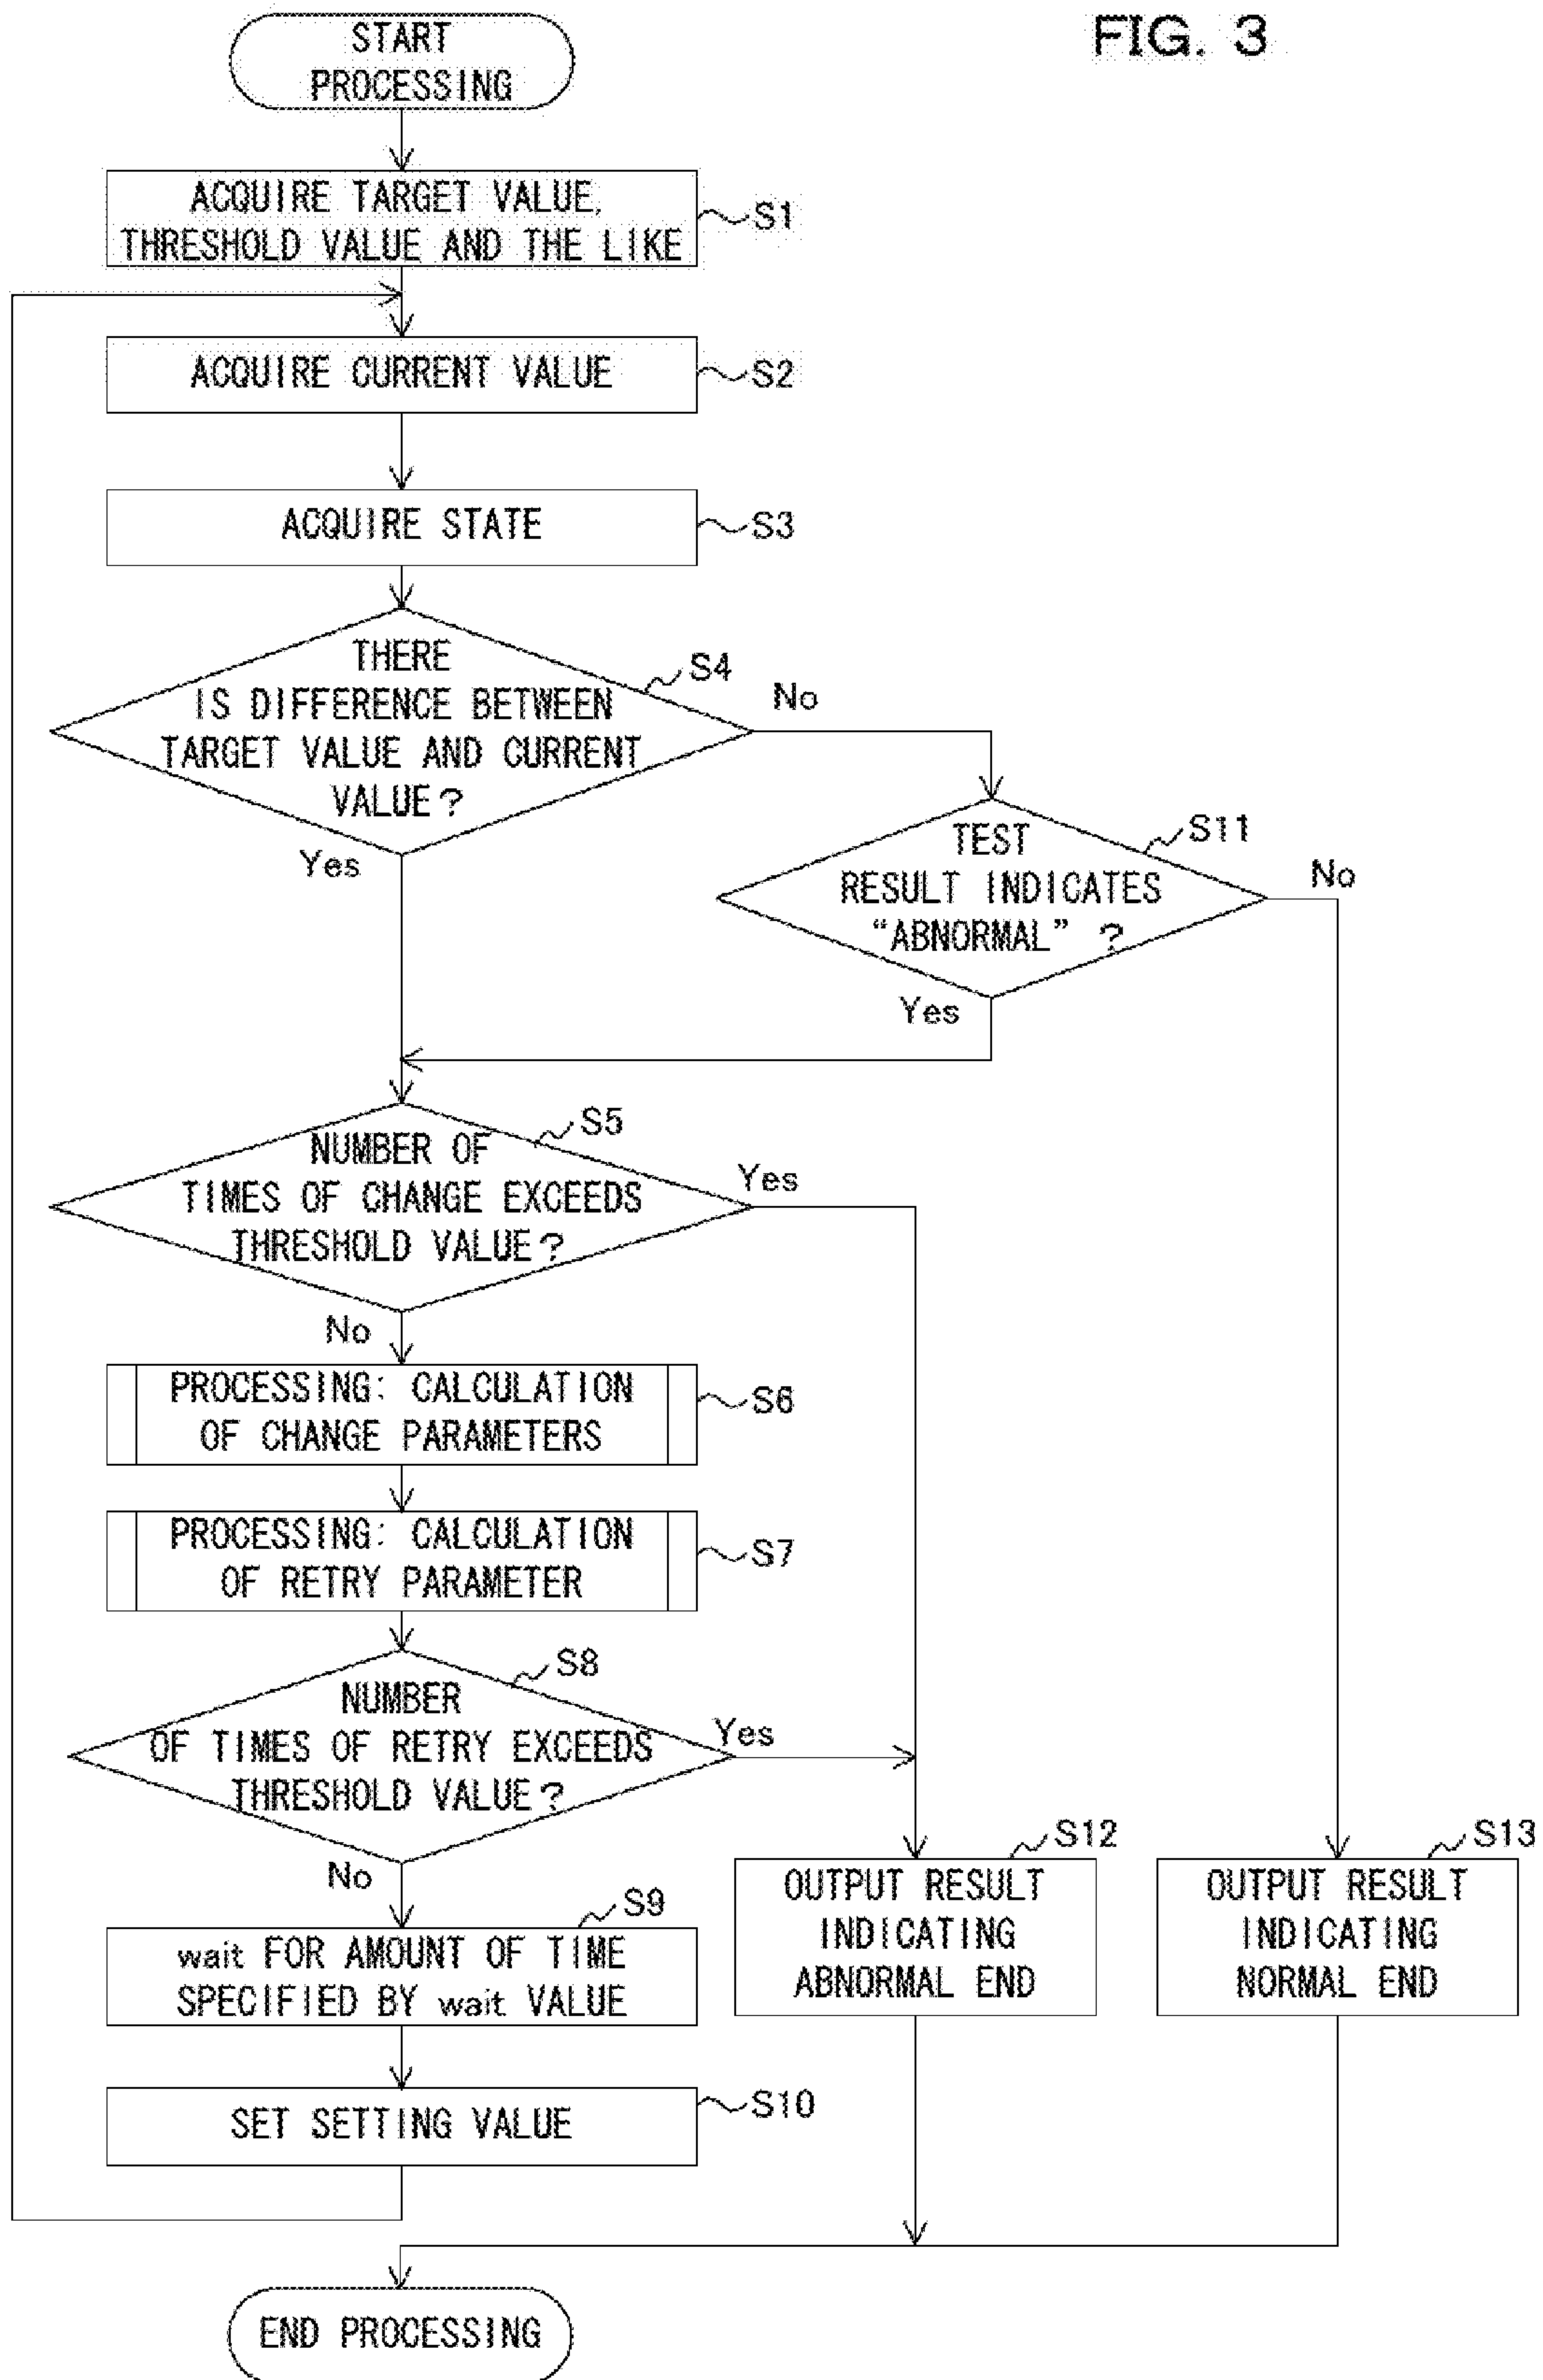 FIG. 3
START
PROCESSING
ACQUIRE TARGET VALUE,
THRESHOLD VALUE AND THE LIKE
S1
ACQUIRE CURRENT VALUE
S2
ACQUIRE STATE
S3
THERE
IS DIFFERENCE BETWEEN
TARGET VALUE AND CURRENT
VALUE?
S4
No
Yes
TEST
RESULT INDICATES
“ABNORMAL” ?
S11
No
Yes
NUMBER OF
TIMES OF CHANGE EXCEEDS
THRESHOLD VALUE?
S5
Yes
No
PROCESSING: CALCULATION
OF CHANGE PARAMETERS
S6
PROCESSING: CALCULATION
OF RETRY PARAMETER
S7
NUMBER
OF TIMES OF RETRY EXCEEDS
THRESHOLD VALUE?
S8
Yes
No
wait FOR AMOUNT OF TIME
SPECIFIED BY wait VALUE
S9
SET SETTING VALUE
S10
OUTPUT RESULT
INDICATING
ABNORMAL END
S12
OUTPUT RESULT
INDICATING
NORMAL END
S13
END PROCESSING